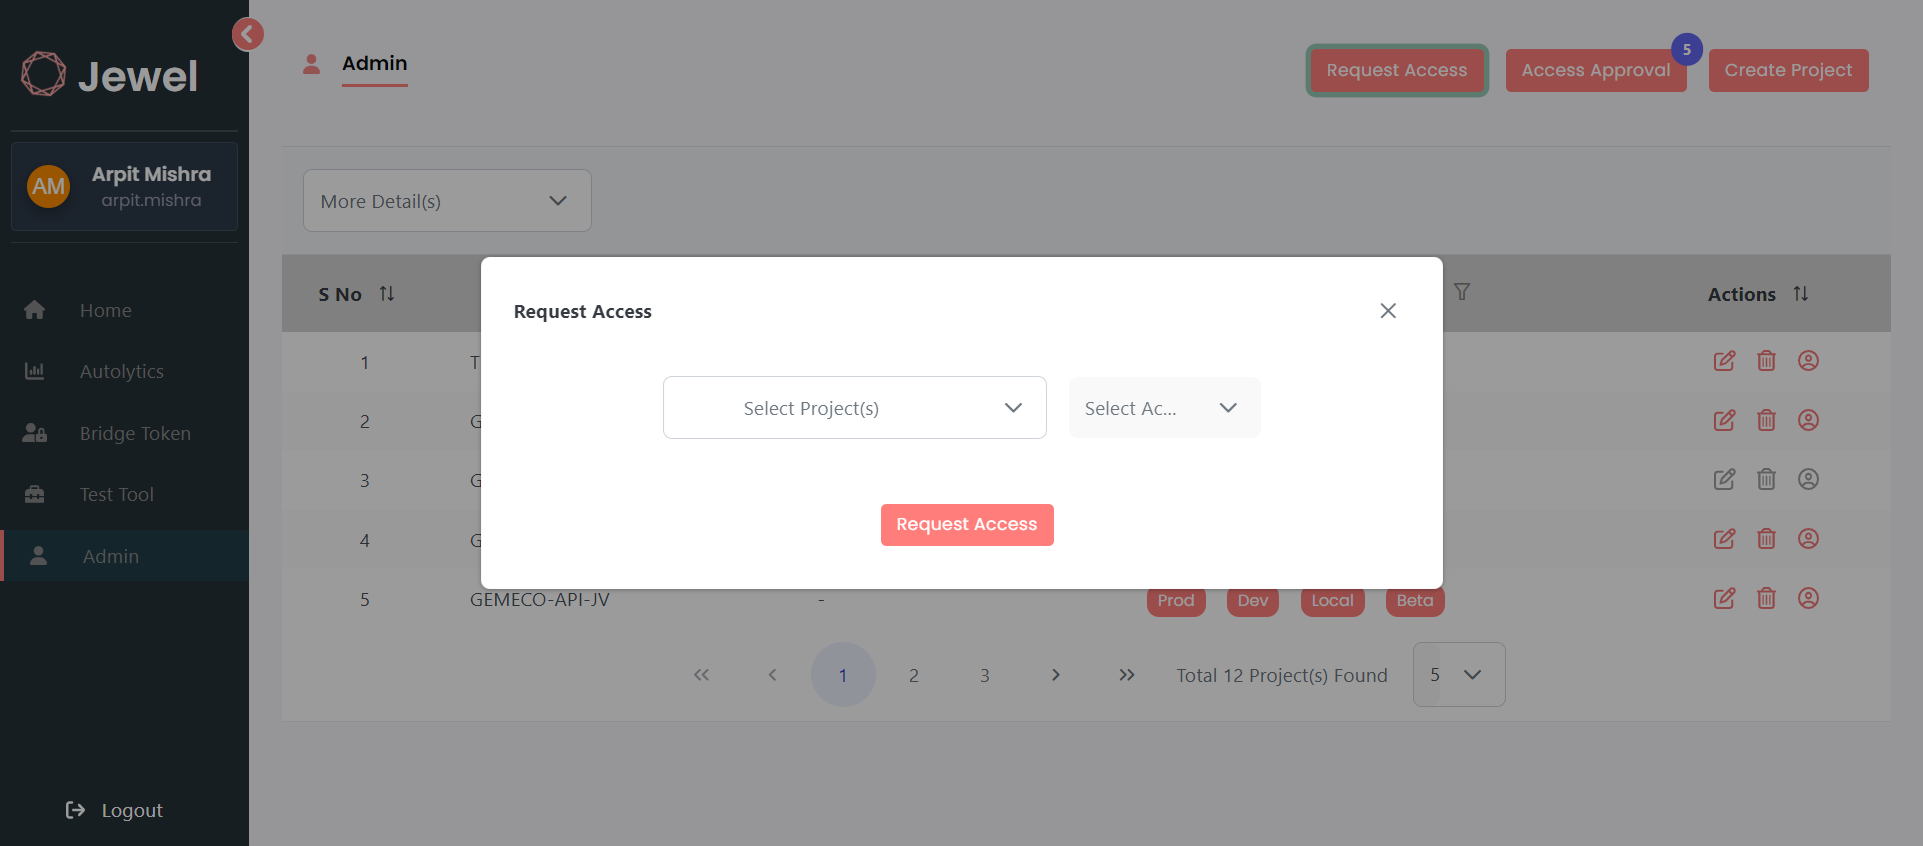 Jewel
AM
Arpit Mishra
arpit.mishra
Home
Autolytics
Bridge Token
Test Tool
Admin
Logout
Admin
Request Access
Access Approval
5
Create Project
More Detail(s)
S No
Actions
Request Access
Select Project(s)
Select Ac...
Request Access
1
T
2
G
3
G
4
G
5
GEMECO-API-JV
-
Prod
Dev
Local
Beta
1
2
3
Total 12 Project(s) Found
5